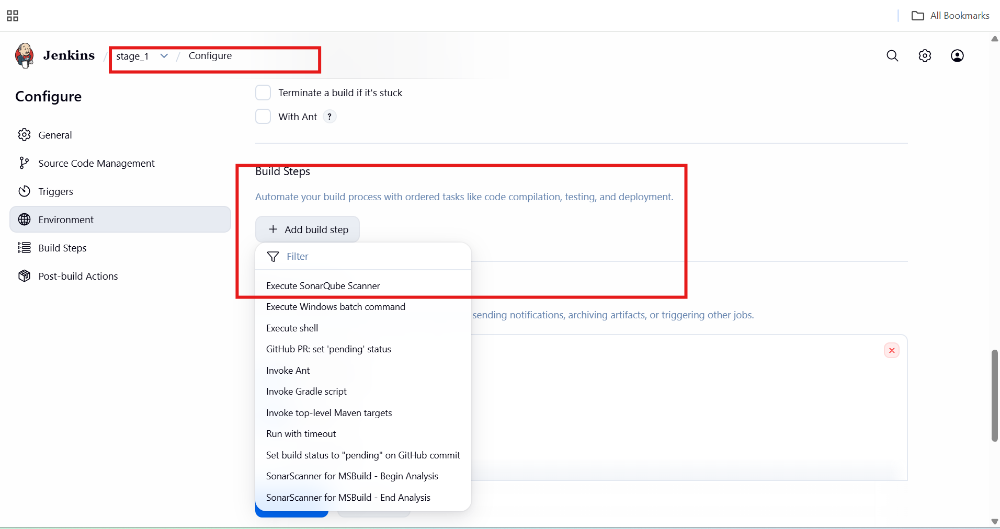 All Bookmarks
Jenkins / stage_1 / Configure
Configure
General
Source Code Management
Triggers
Environment
Build Steps
Post-build Actions
Terminate a build if it's stuck
With Ant ?
Build Steps
Automate your build process with ordered tasks like code compilation, testing, and deployment.
+ Add build step
Filter
Execute SonarQube Scanner
Execute Windows batch command
sending notifications, archiving artifacts, or triggering other jobs.
Execute shell
GitHub PR: set 'pending' status
Invoke Ant
Invoke Gradle script
Invoke top-level Maven targets
Run with timeout
Set build status to "pending" on GitHub commit
SonarScanner for MSBuild - Begin Analysis
SonarScanner for MSBuild - End Analysis